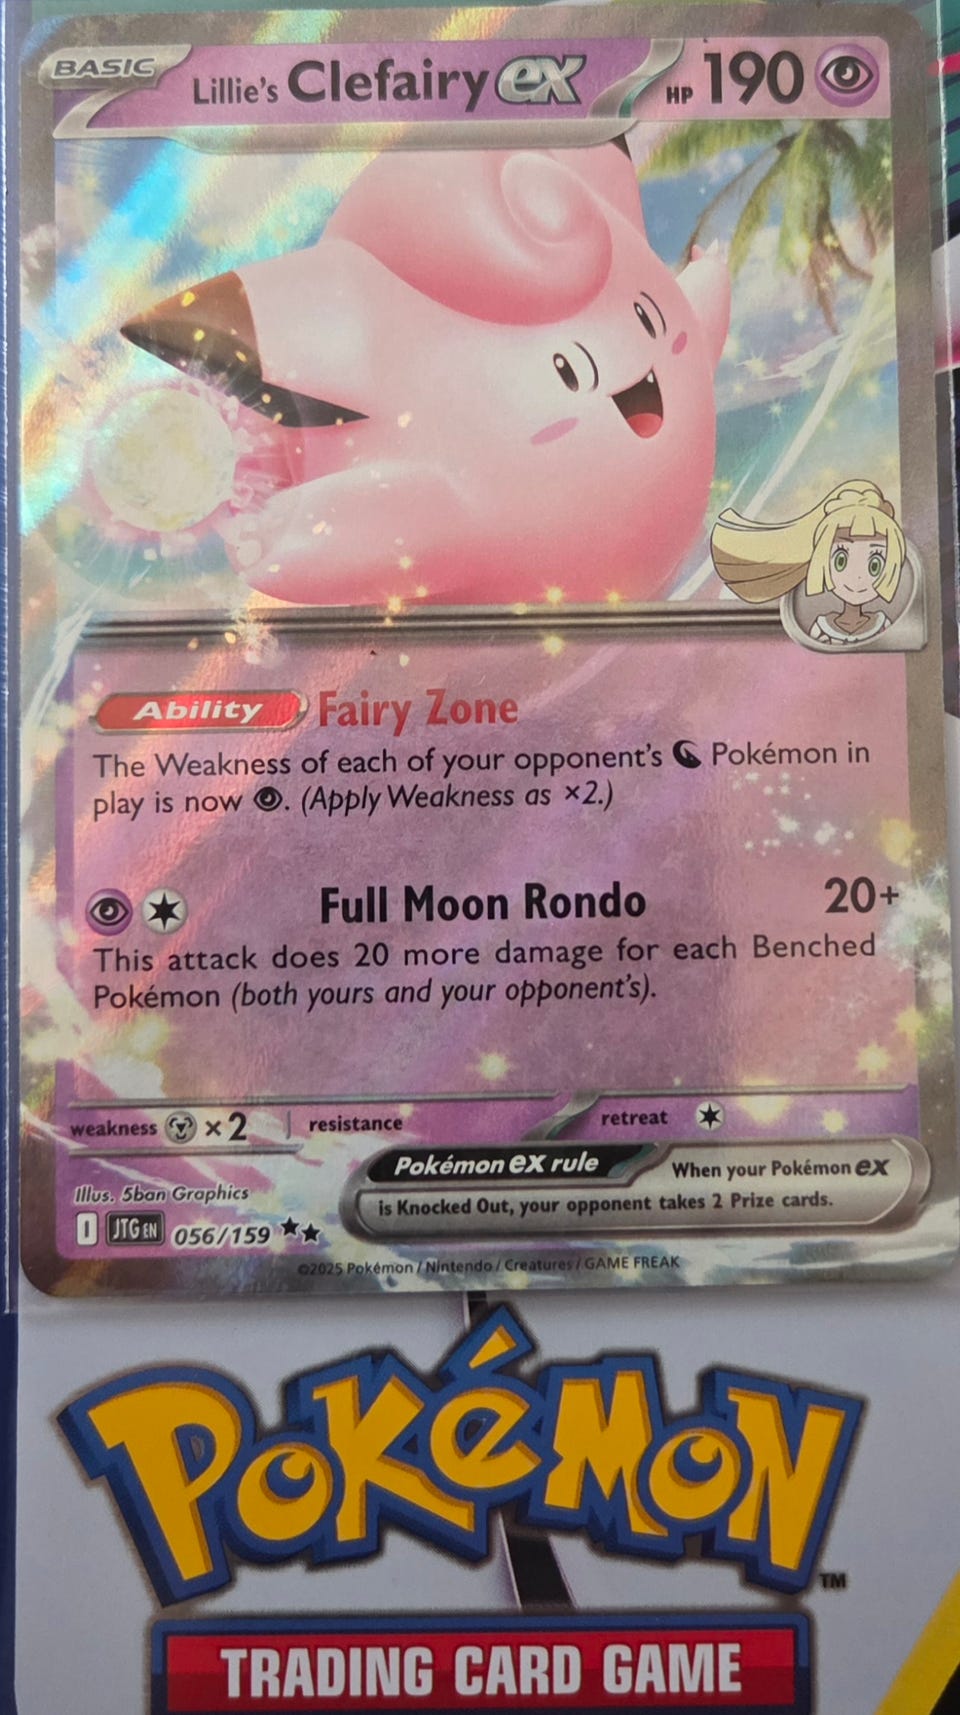 BASIC
Lillie's Clefairy ex HP 190
Ability Fairy Zone
The Weakness of each of your opponent's Pokémon in
play is now . (Apply Weakness as ×2.)
Full Moon Rondo 20+
This attack does 20 more damage for each Benched
Pokémon (both yours and your opponent's).
weakness ×2 resistance retreat
Pokémon ex rule When your Pokémon ex
is Knocked Out, your opponent takes 2 Prize cards.
Illus. 5ban Graphics
I JTG EN 056/159 ★★
©2025 Pokémon / Nintendo / Creatures / GAME FREAK
POKéMON TM
TRADING CARD GAME